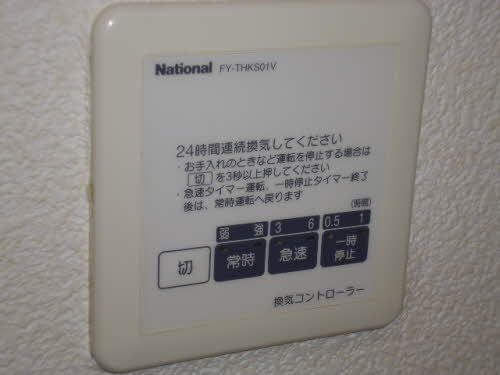 National FY-THKS01V
24時間連続換気してください
・お手入れのときなど運転を停止する場合は
切 を3秒以上押してください
・急速タイマー運転、一時停止タイマー終了
後は、常時運転へ戻ります
(時間)
弱 強 3 6 0.5 1
切 常時 急速 一時
停止
換気コントローラー